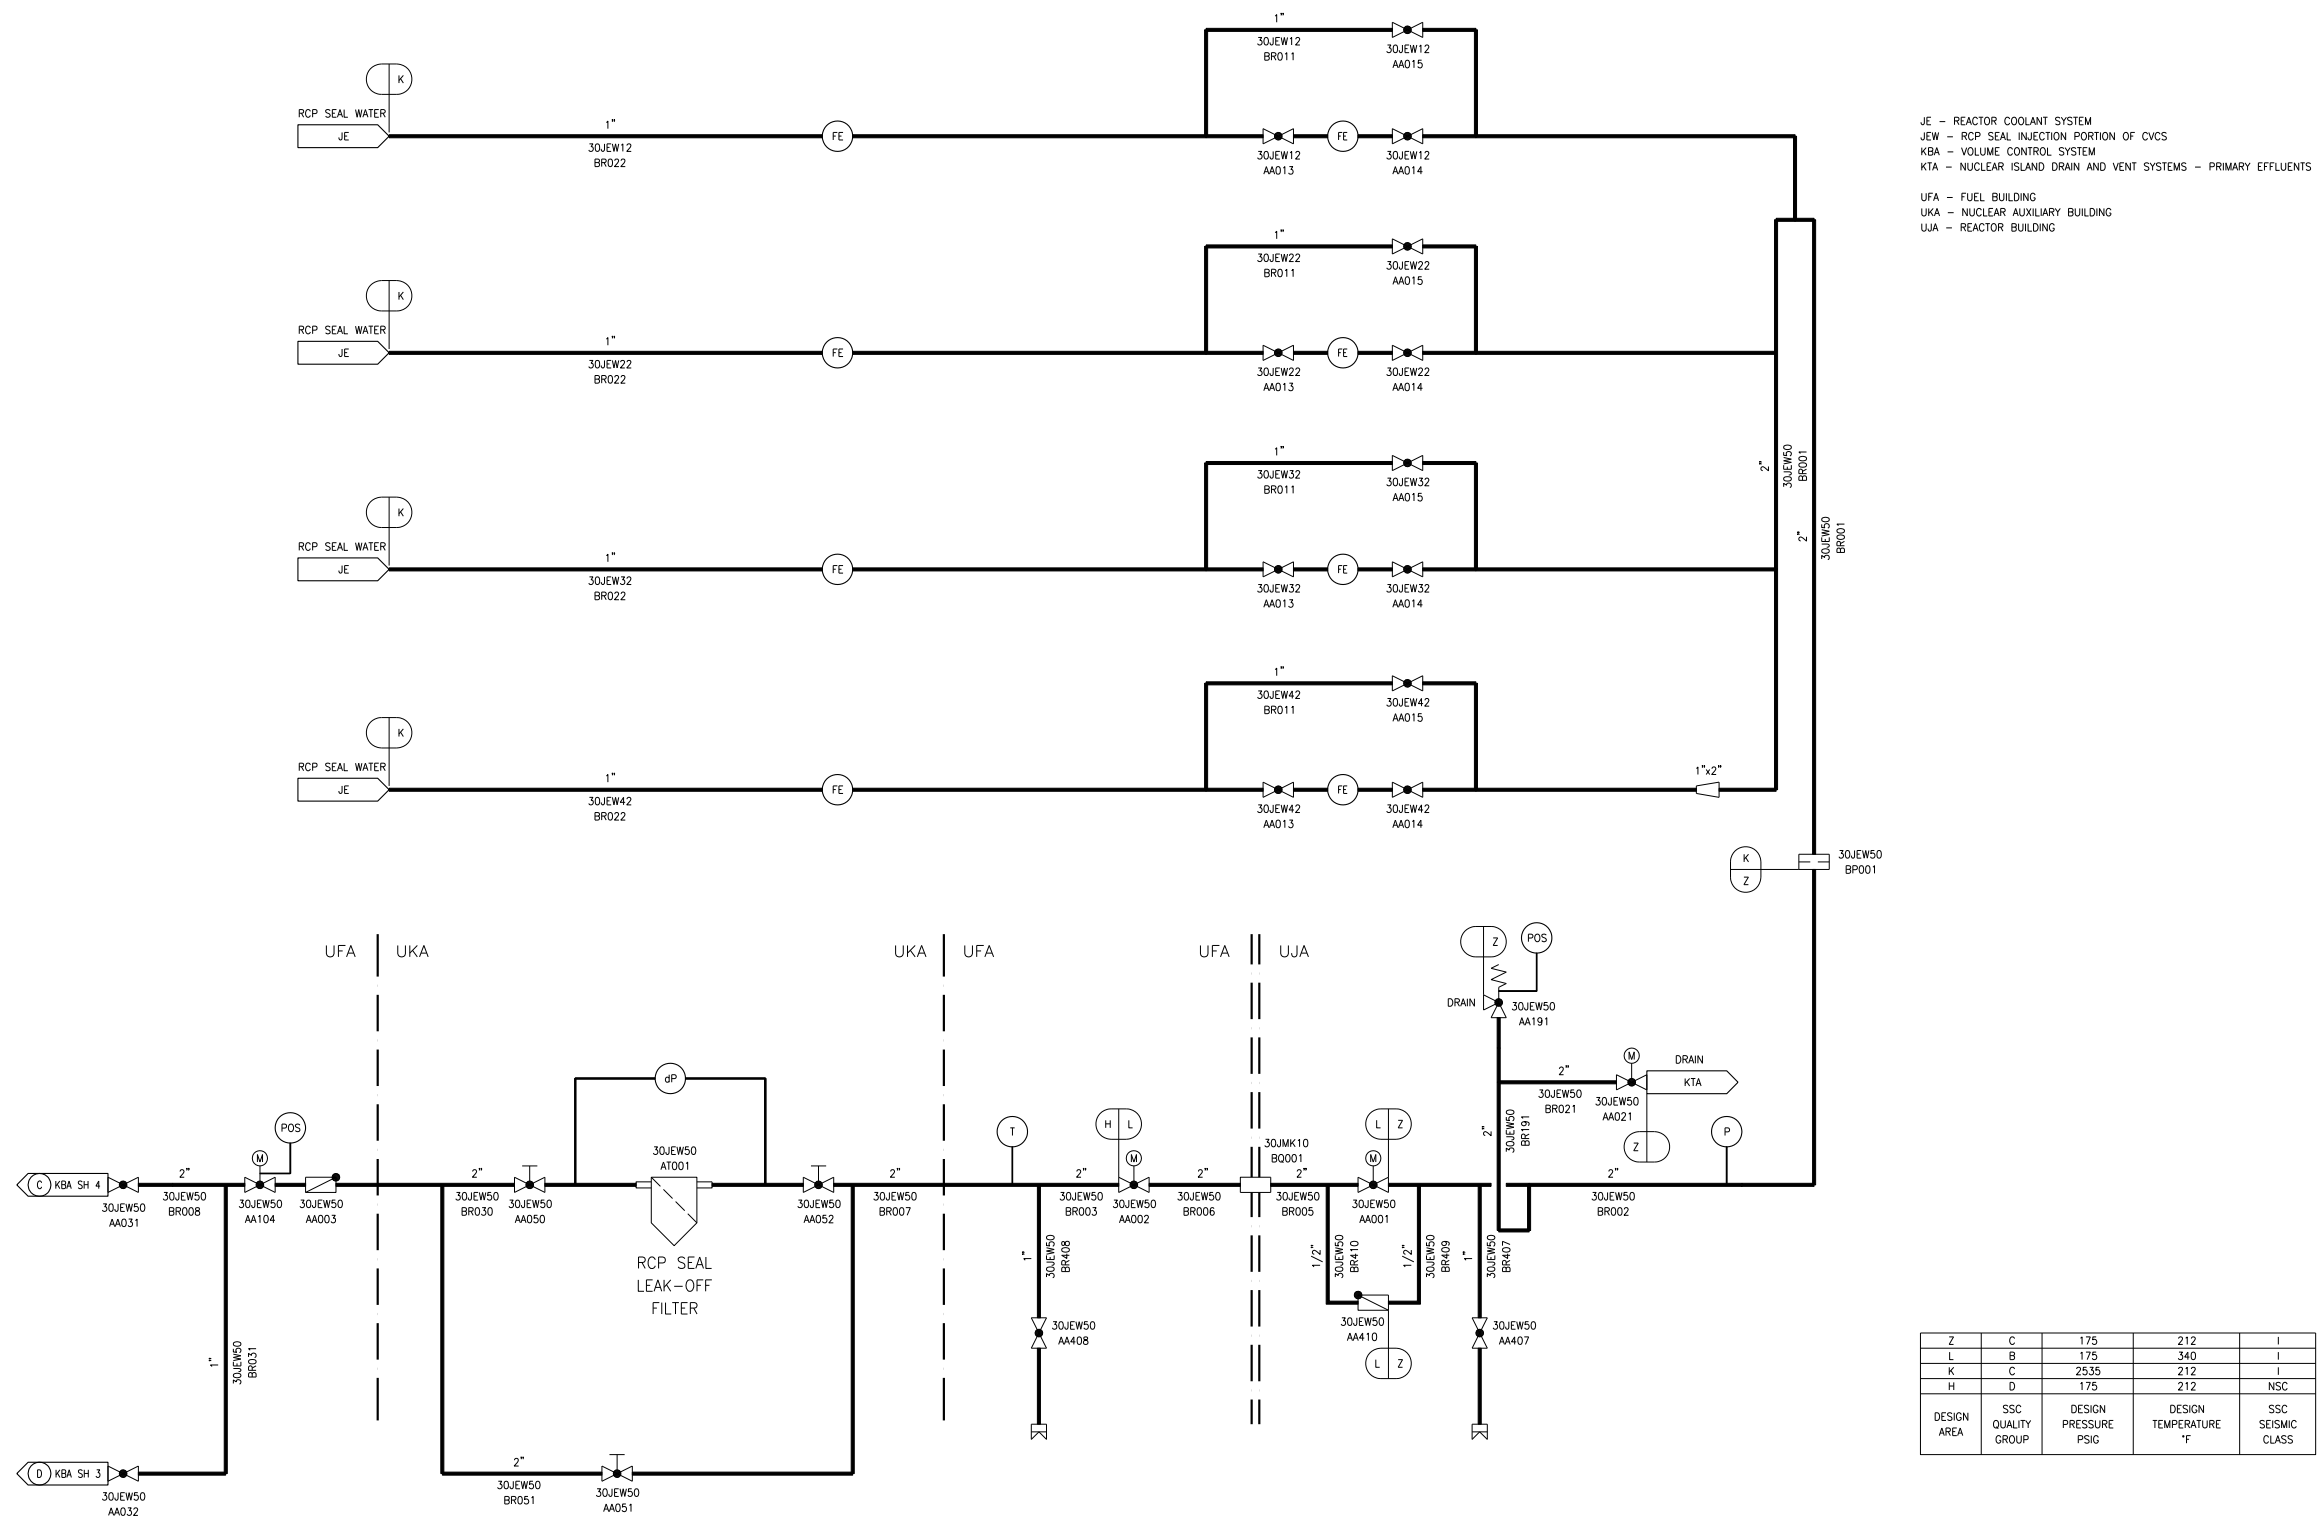 1"
30JEW12
BR011
30JEW12
AA015
K
RCP SEAL WATER
JE
1"
30JEW12
BR022
FE
30JEW12
AA013
FE
30JEW12
AA014
JE – REACTOR COOLANT SYSTEM
JEW – RCP SEAL INJECTION PORTION OF CVCS
KBA – VOLUME CONTROL SYSTEM
KTA – NUCLEAR ISLAND DRAIN AND VENT SYSTEMS – PRIMARY EFFLUENTS
UFA – FUEL BUILDING
UKA – NUCLEAR AUXILIARY BUILDING
UJA – REACTOR BUILDING
1"
30JEW22
BR011
30JEW22
AA015
K
RCP SEAL WATER
JE
1"
30JEW22
BR022
FE
30JEW22
AA013
FE
30JEW22
AA014
1"
30JEW32
BR011
30JEW32
AA015
K
RCP SEAL WATER
JE
1"
30JEW32
BR022
FE
30JEW32
AA013
FE
30JEW32
AA014
2"
30JEW50
BR001
2"
30JEW50
BR001
1"
30JEW42
BR011
30JEW42
AA015
K
RCP SEAL WATER
JE
1"
30JEW42
BR022
FE
30JEW42
AA013
FE
30JEW42
AA014
1"x2"
K
Z
30JEW50
BP001
UFA
UKA
UKA
UFA
UFA
UJA
Z
POS
DRAIN
30JEW50
AA191
M
DRAIN
KTA
2"
30JEW50
BR021
30JEW50
AA021
Z
2"
30JEW50
BR191
P
dP
C
KBA SH 4
30JEW50
AA031
2"
30JEW50
BR008
M
POS
30JEW50
AA104
30JEW50
AA003
2"
30JEW50
BR030
30JEW50
AA050
30JEW50
AT001
RCP SEAL
LEAK–OFF
FILTER
30JEW50
AA052
2"
30JEW50
BR007
T
2"
30JEW50
BR003
H L
M
30JEW50
AA002
2"
30JEW50
BR006
30JMK10
BQ001
2"
30JEW50
BR005
L Z
M
30JEW50
AA001
2"
30JEW50
BR002
1"
30JEW50
BR408
30JEW50
AA408
1/2"
30JEW50
BR410
1/2"
30JEW50
BR409
30JEW50
AA410
L Z
1"
30JEW50
BR407
30JEW50
AA407
1"
30JEW50
BR031
D
KBA SH 3
30JEW50
AA032
2"
30JEW50
BR051
30JEW50
AA051
Z C 175 212 I
L B 175 340 I
K C 2535 212 I
H D 175 212 NSC
DESIGN
AREA
SSC
QUALITY
GROUP
DESIGN
PRESSURE
PSIG
DESIGN
TEMPERATURE
°F
SSC
SEISMIC
CLASS